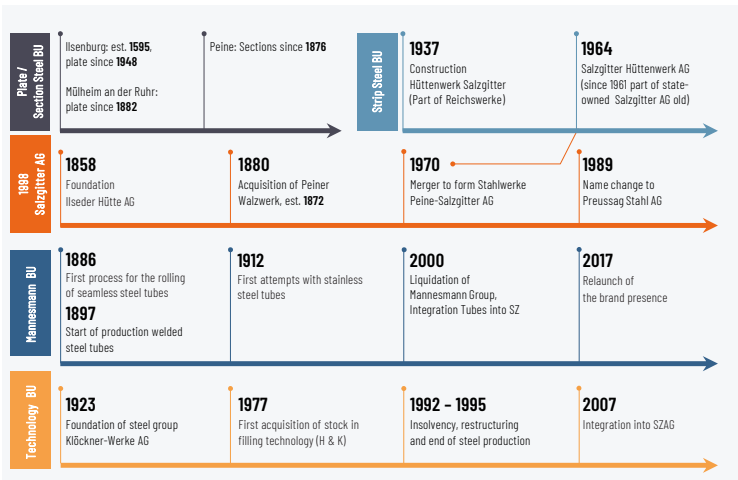 Plate /
Section Steel BU
Ilsenburg: est. 1595,
plate since 1948
Mülheim an der Ruhr:
plate since 1882
Peine: Sections since 1876
Strip Steel BU
1937
Construction
Hüttenwerk Salzgitter
(Part of Reichswerke)
1964
Salzgitter Hüttenwerk AG
(since 1961 part of state-
owned Salzgitter AG old)
1998
Salzgitter AG
1858
Foundation
Ilseder Hütte AG
1880
Acquisition of Peiner
Walzwerk, est. 1872
1970
Merger to form Stahlwerke
Peine-Salzgitter AG
1989
Name change to
Preussag Stahl AG
Mannesmann BU
1886
First process for the rolling
of seamless steel tubes
1897
Start of production welded
steel tubes
1912
First attempts with stainless
steel tubes
2000
Liquidation of
Mannesmann Group,
Integration Tubes into SZ
2017
Relaunch of
the brand presence
Technology BU
1923
Foundation of steel group
Klöckner-Werke AG
1977
First acquisition of stock in
filling technology (H & K)
1992 – 1995
Insolvency, restructuring
and end of steel production
2007
Integration into SZAG